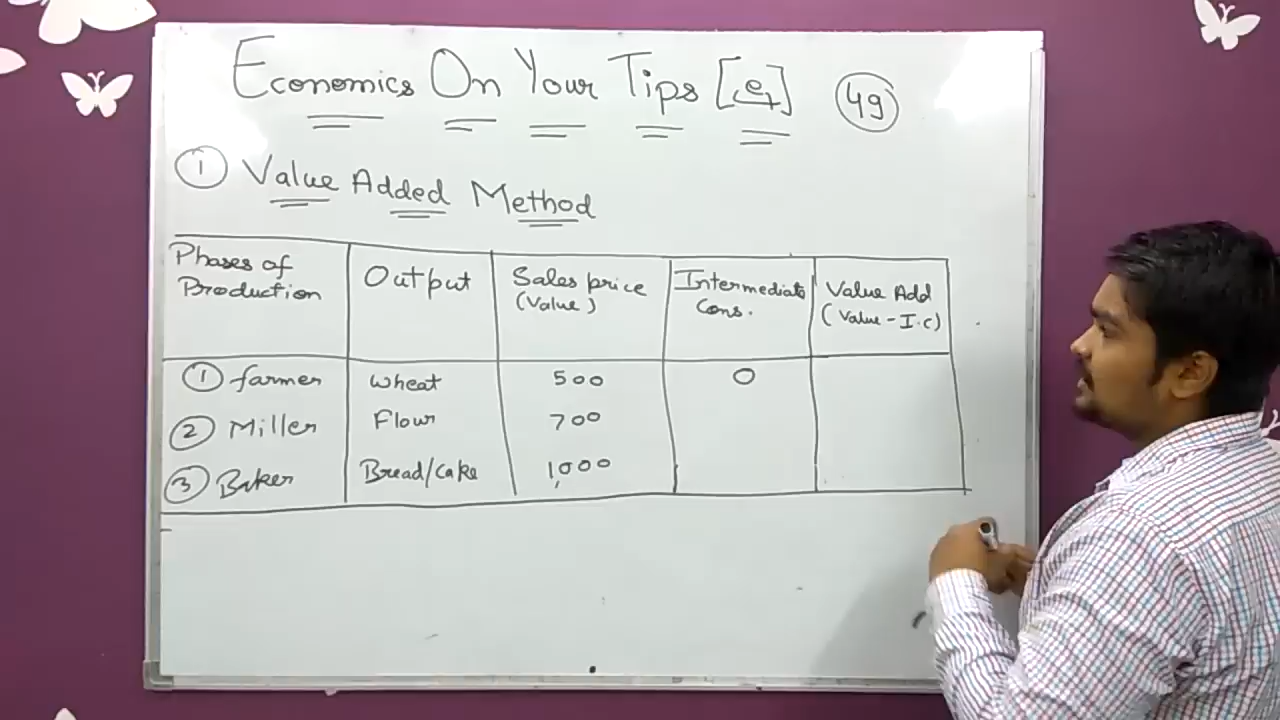 Economics On Your Tips [et] 49
① Value Added Method
Phases of Production | Output | Sales price (Value) | Intermediate Cons. | Value Add (Value - I.c)
① farmer | wheat | 500 | 0
② Miller | Flour | 700
③ Baker | Bread/Cake | 1,000